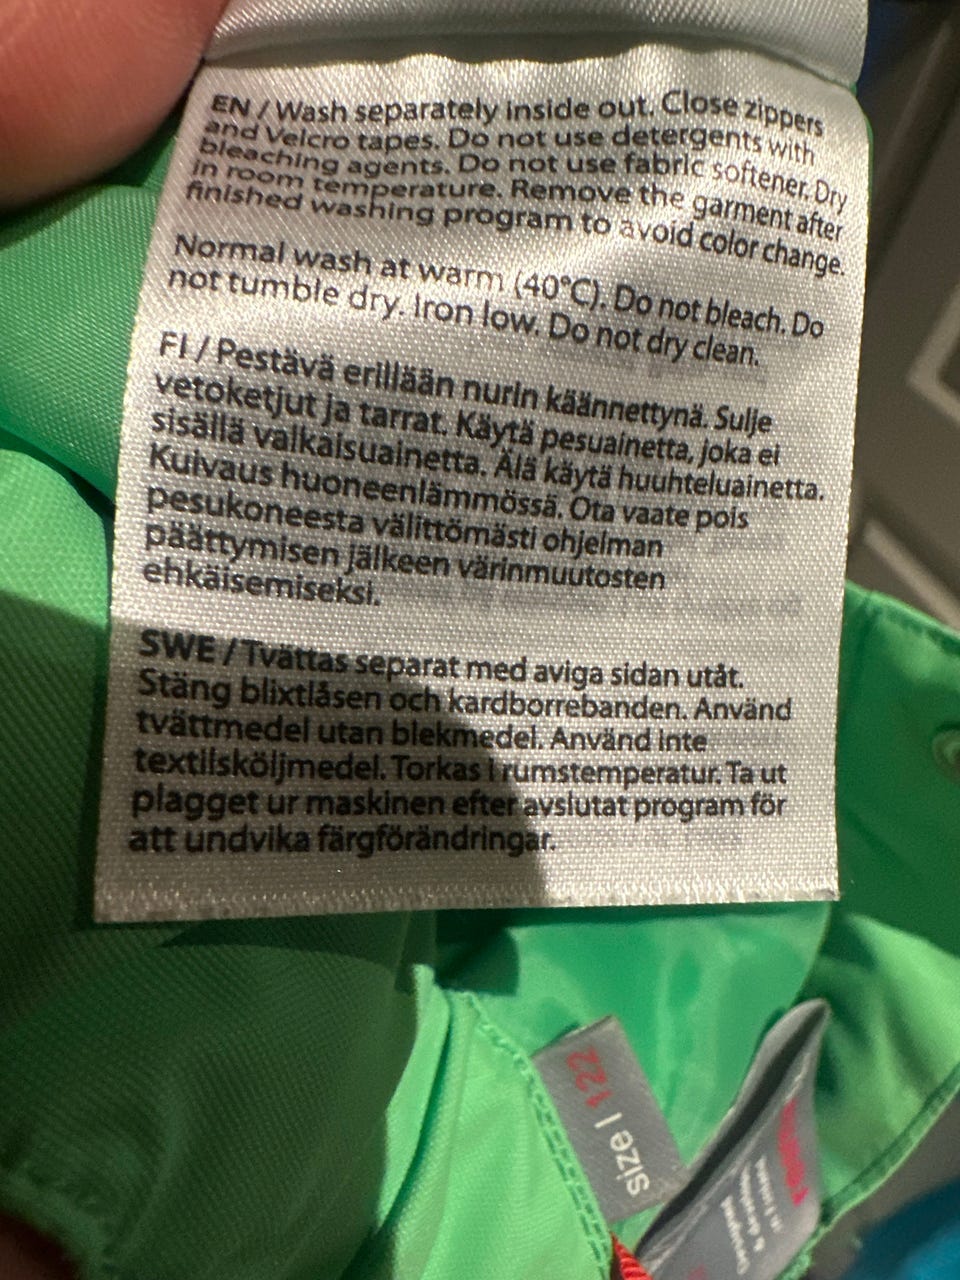 EN / Wash separately inside out. Close zippers
and Velcro tapes. Do not use detergents with
bleaching agents. Do not use fabric softener. Dry
in room temperature. Remove the garment after
finished washing program to avoid color change.
Normal wash at warm (40°C). Do not bleach. Do
not tumble dry. Iron low. Do not dry clean.
FI / Pestävä erillään nurin käännettynä. Sulje
vetoketjut ja tarrat. Käytä pesuainetta, joka ei
sisällä valkaisuainetta. Älä käytä huuhteluainetta.
Kuivaus huoneenlämmössä. Ota vaate pois
pesukoneesta välittömästi ohjelman
päättymisen jälkeen värinmuutosten
ehkäisemiseksi.
SWE / Tvättas separat med aviga sidan utåt.
Stäng blixtlåsen och kardborrebanden. Använd
tvättmedel utan blekmedel. Använd inte
textilsköljmedel. Torkas i rumstemperatur. Ta ut
plagget ur maskinen efter avslutat program för
att undvika färgförändringar.
Size | 122
Designed
& developed
in Finland